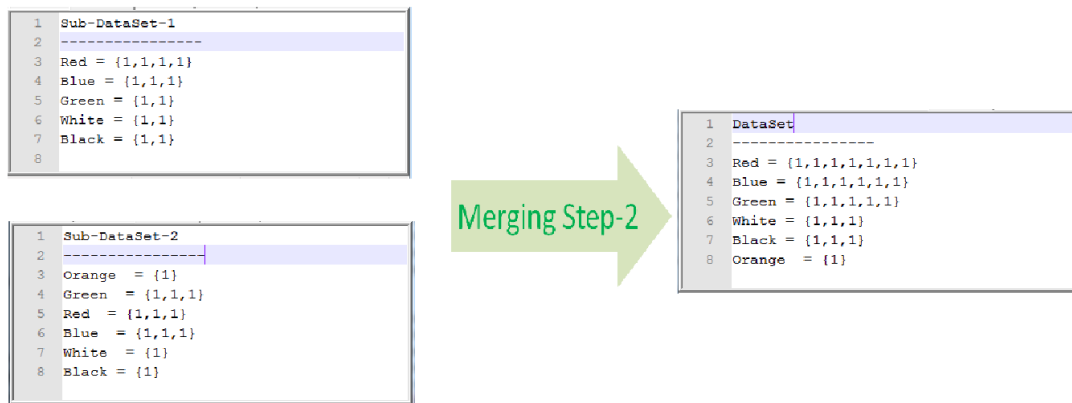 1 Sub-DataSet-1
2 ----------------
3 Red = {1,1,1,1}
4 Blue = {1,1,1}
5 Green = {1,1}
6 White = {1,1}
7 Black = {1,1}
8
1 Sub-DataSet-2
2 ----------------
3 Orange  = {1}
4 Green  = {1,1,1}
5 Red  = {1,1,1}
6 Blue  = {1,1,1}
7 White  = {1}
8 Black = {1}
Merging Step-2
1 DataSet
2 ----------------
3 Red = {1,1,1,1,1,1,1}
4 Blue = {1,1,1,1,1,1}
5 Green = {1,1,1,1,1}
6 White = {1,1,1}
7 Black = {1,1,1}
8 Orange  = {1}